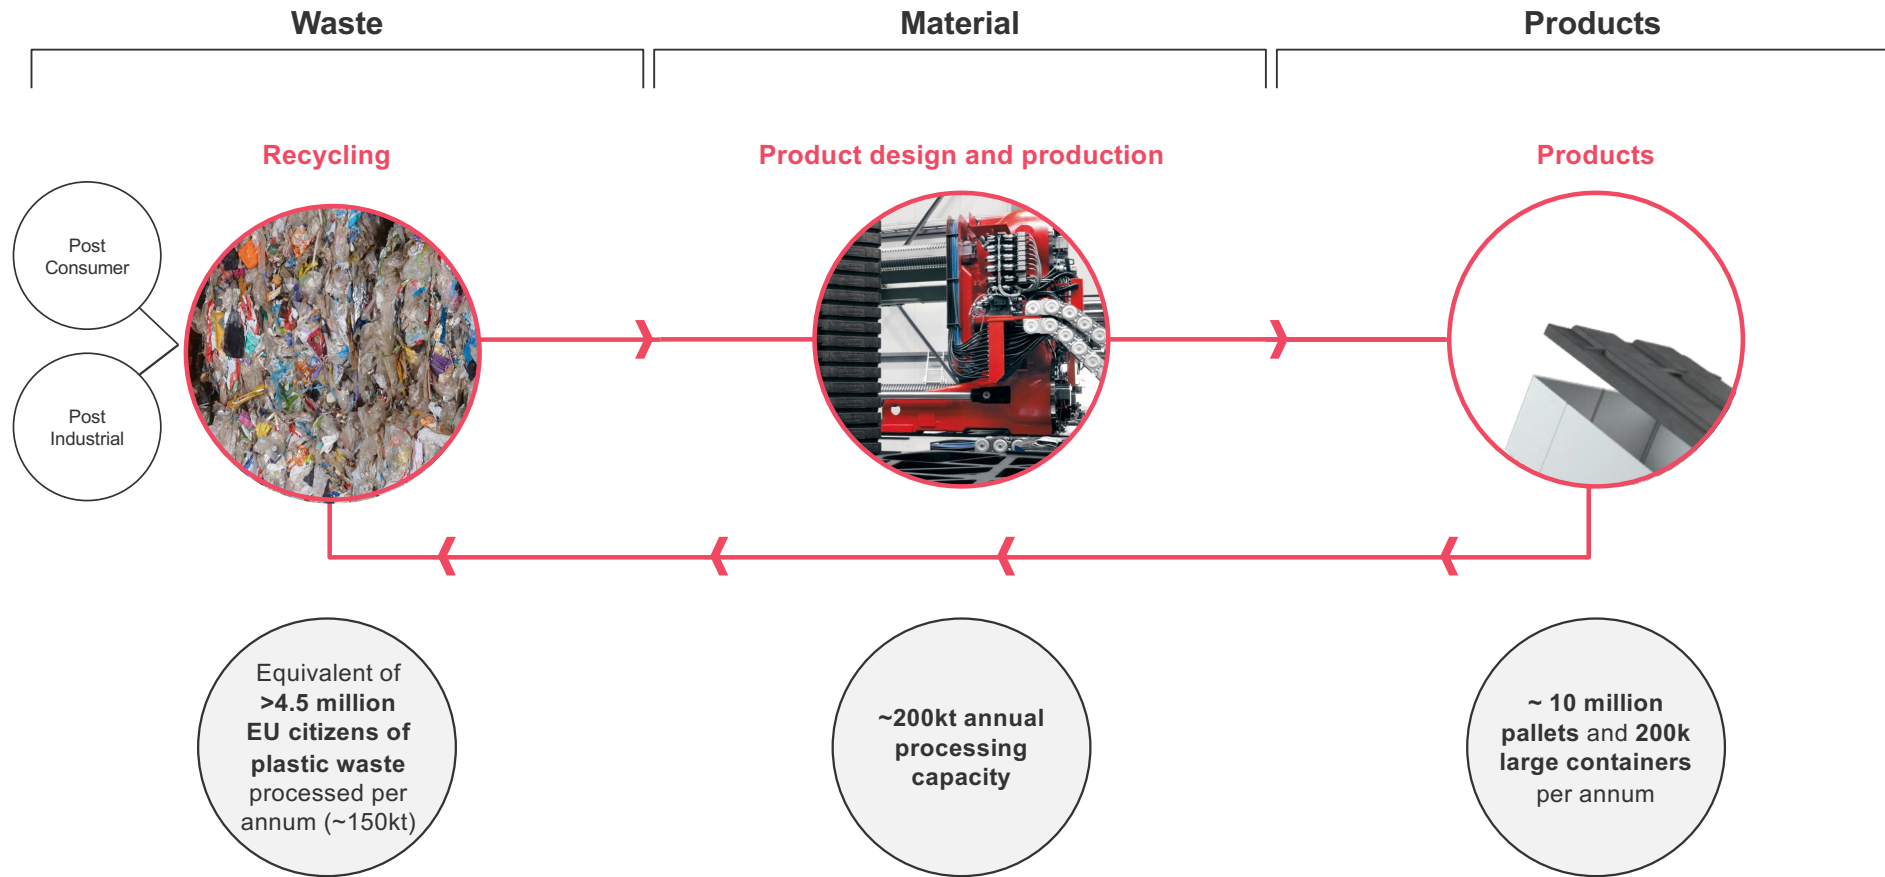 Waste
Material
Products
Recycling
Product design and production
Products
Post
Consumer
Post
Industrial
Equivalent of
>4.5 million
EU citizens of
plastic waste
processed per
annum (~150kt)
~200kt annual
processing
capacity
~ 10 million
pallets and 200k
large containers
per annum